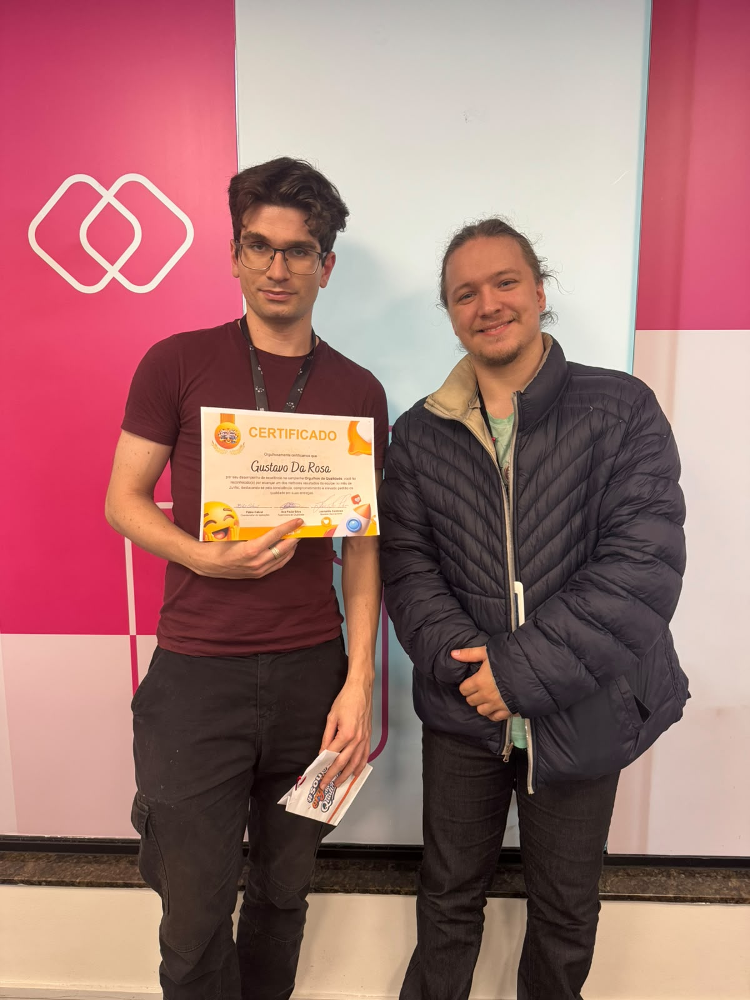 CERTIFICADO
Orgulhosamente certificamos que
Gustavo Da Rosa
por seu desempenho de excelência na campanha Orgulhos da Qualidade, você foi
reconhecido(a) por alcançar um dos melhores resultados da equipe no mês de
Junho, destacando-se pela consistência, comprometimento e elevado padrão de
qualidade em suas entregas.
Fábio Cabral
Ana Paula Silva
Leonardo Cardoso
Coordenador de operações
Supervisora de Qualidade
#SOU
Qualid